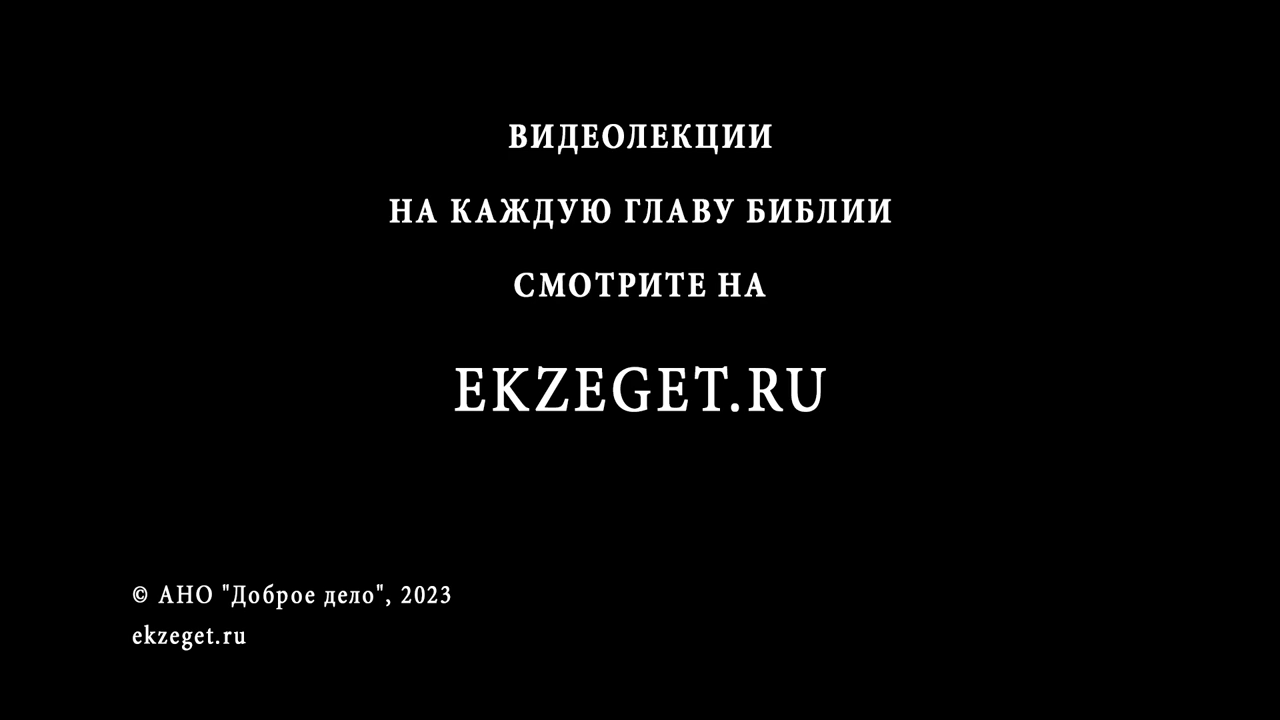 ВИДЕОЛЕКЦИИ
НА КАЖДУЮ ГЛАВУ БИБЛИИ
СМОТРИТЕ НА
EKZEGET.RU
© АНО "Доброе дело", 2023
ekzeget.ru